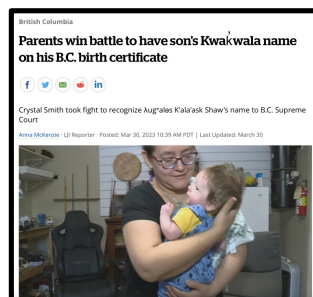 British Columbia
Parents win battle to have son's Kwak̓wala name
on his B.C. birth certificate
Crystal Smith took fight to recognize λugʷaləs K'ala'ask Shaw's name to B.C. Supreme
Court
Anna McKenzie · LJI Reporter · Posted: Mar 30, 2023 10:39 AM PDT | Last Updated: March 30